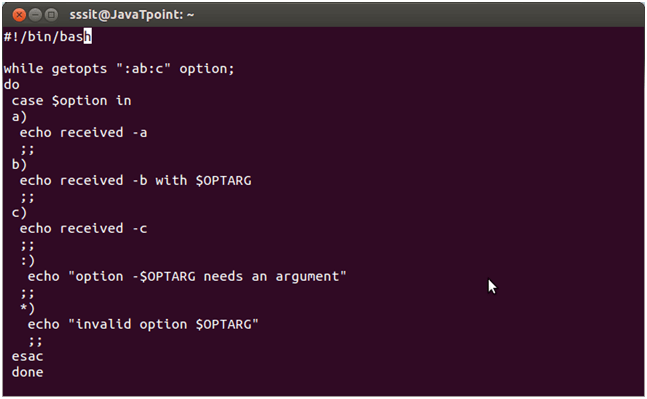 sssit@JavaTpoint: ~
#!/bin/bash

while getopts ":ab:c" option;
do
 case $option in
 a)
  echo received -a
  ;;
 b)
  echo received -b with $OPTARG
  ;;
 c)
  echo received -c
  ;;
  :)
   echo "option -$OPTARG needs an argument"
  ;;
  *)
   echo "invalid option $OPTARG"
   ;;
 esac
 done